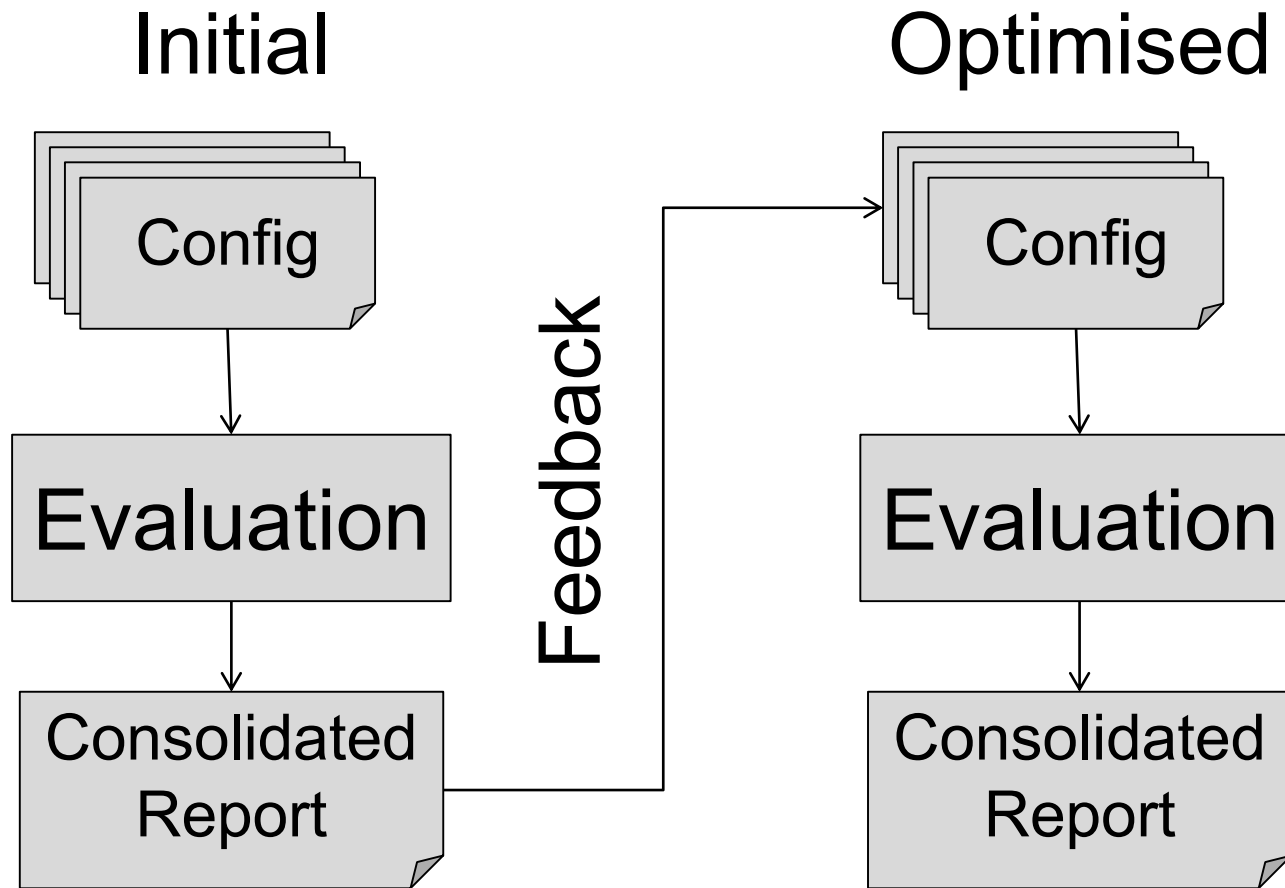 Initial
Config
Evaluation
Consolidated
Report
Feedback
Optimised
Config
Evaluation
Consolidated
Report